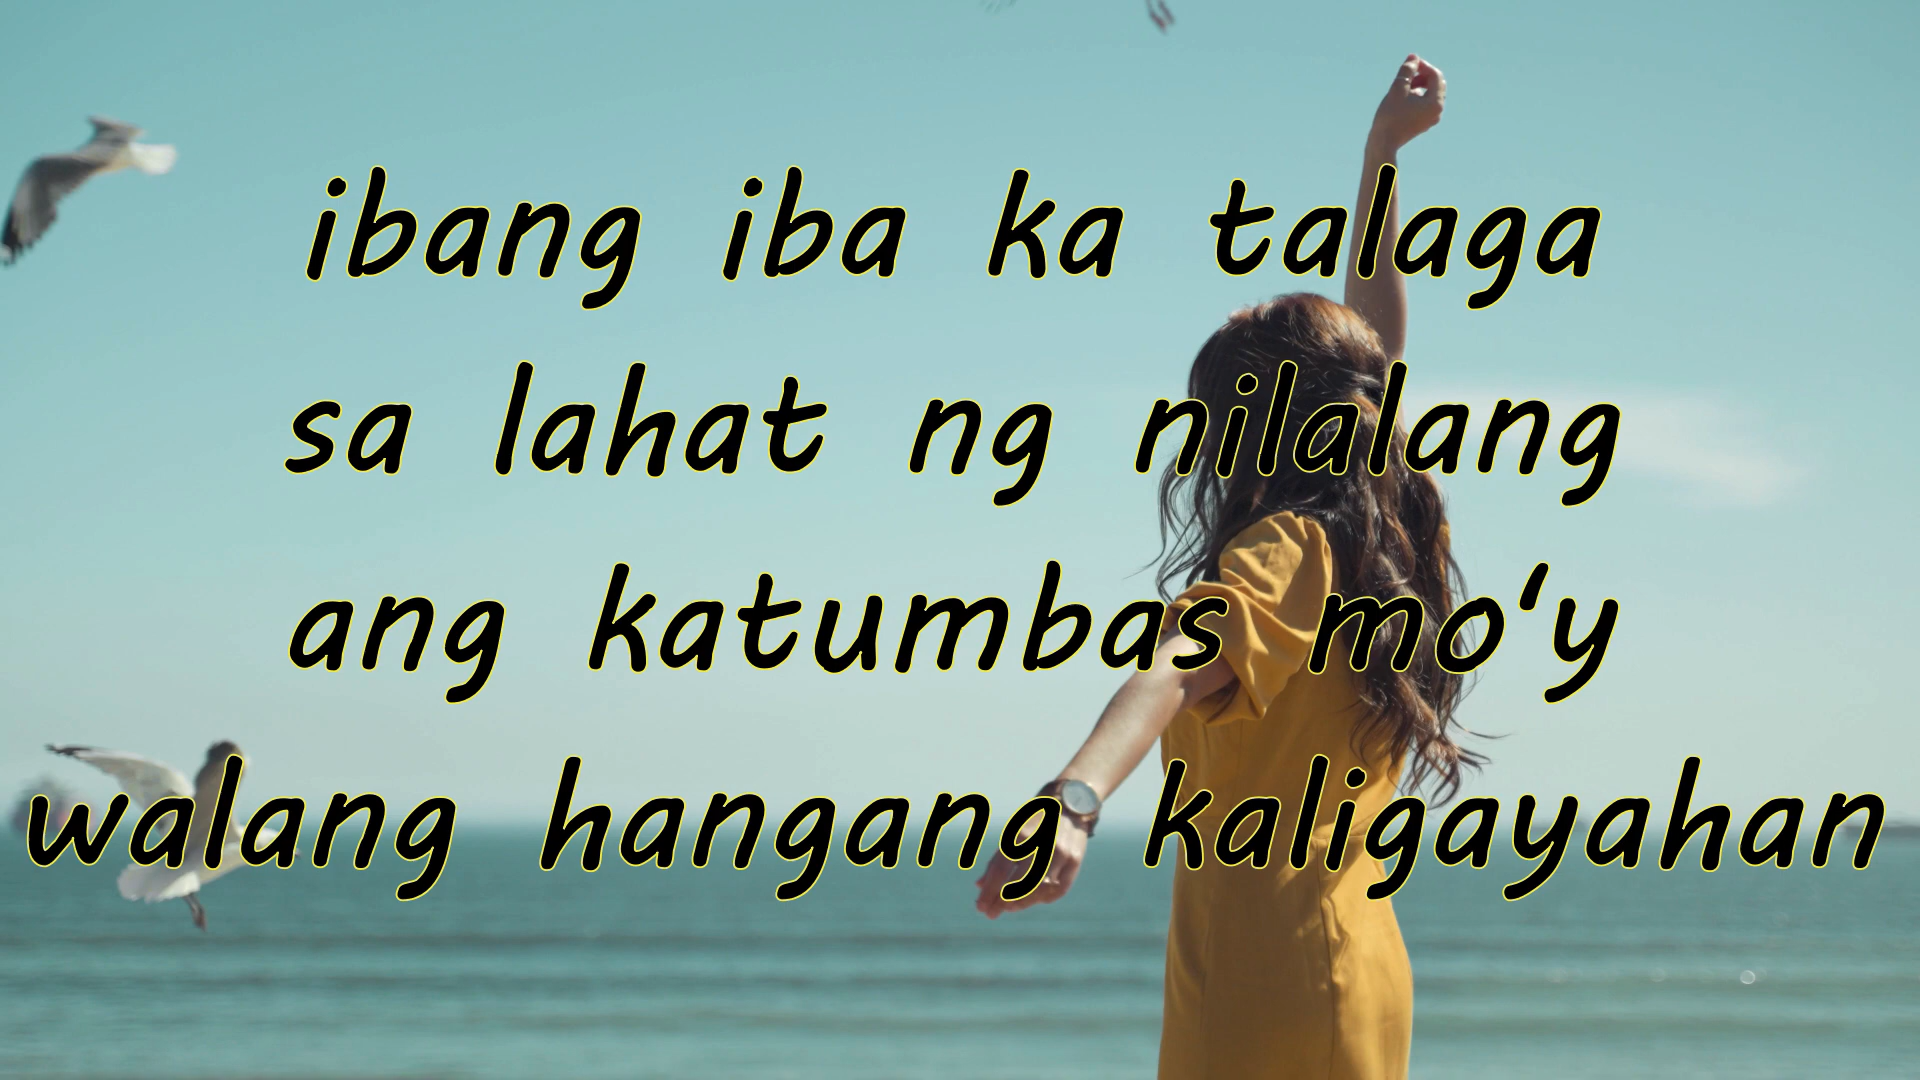 ibang iba ka talaga
sa lahat ng nilalang
ang katumbas mo‘y
walang hangang kaligayahan